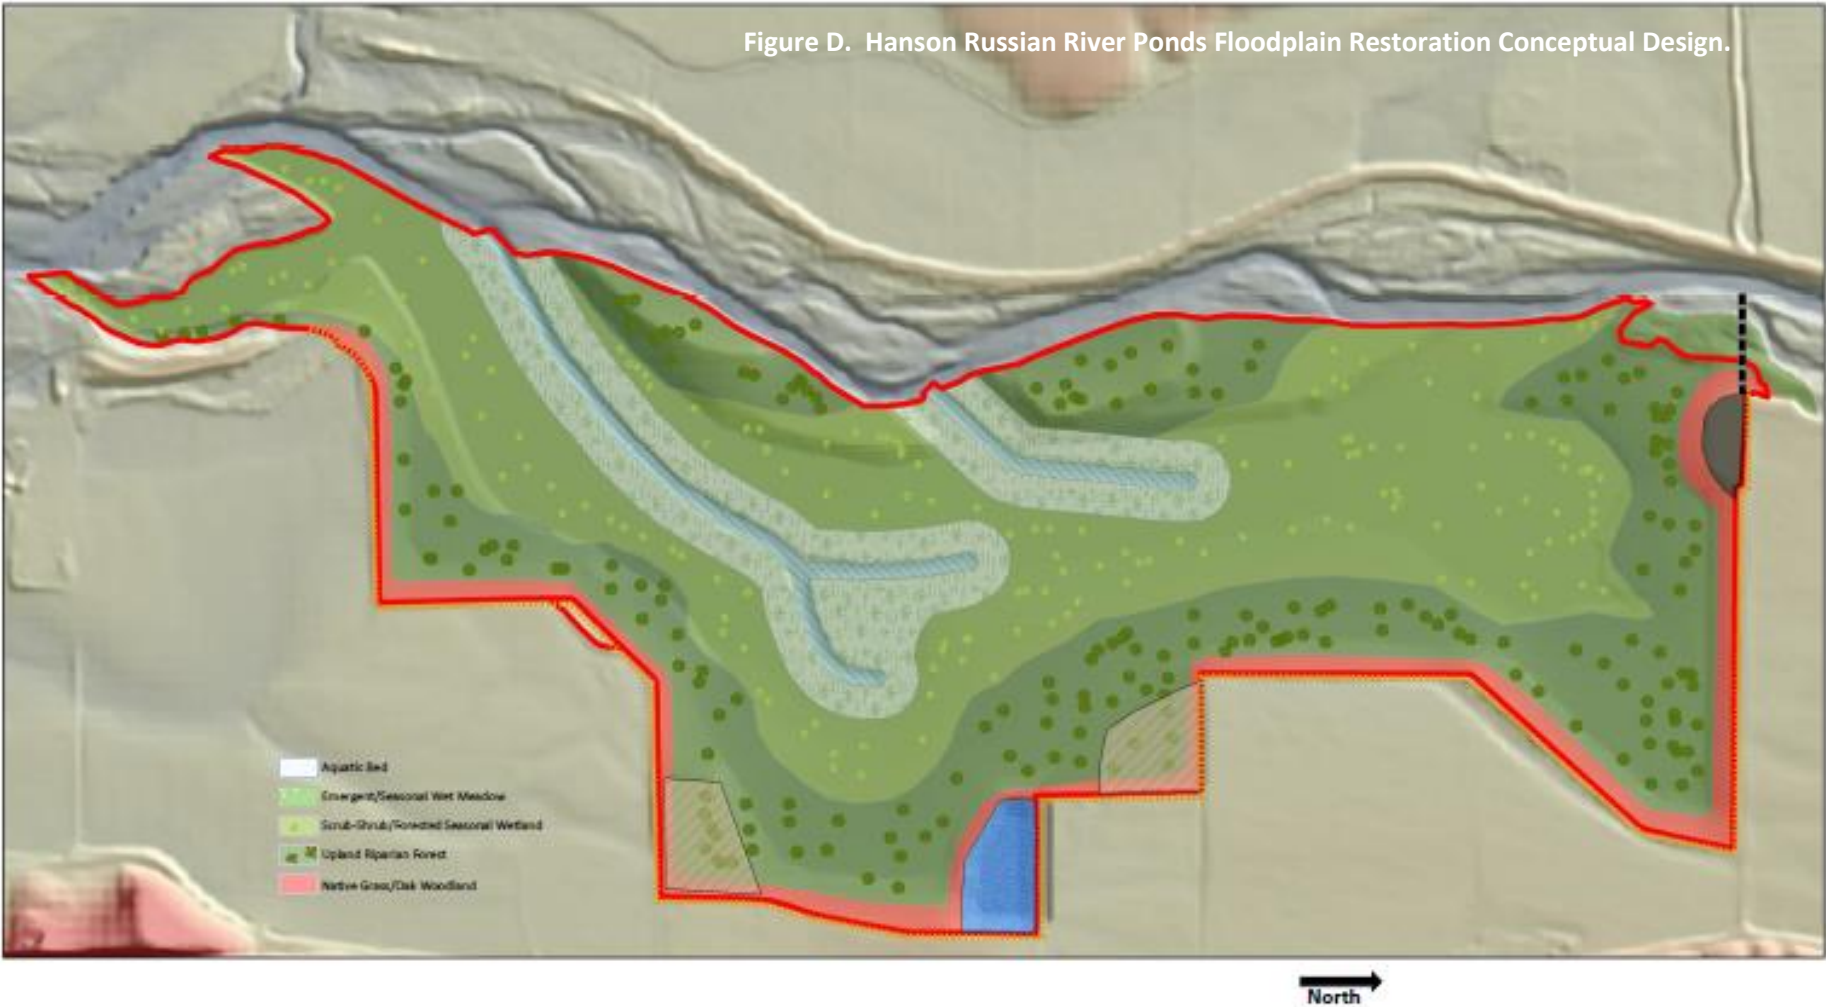 Figure D. Hanson Russian River Ponds Floodplain Restoration Conceptual Design.
Aquatic Bed
Emergent/Seasonal Wet Meadow
Scrub-Shrub/Forested Seasonal Wetland
Upland Riparian Forest
Native Grass/Oak Woodland
North